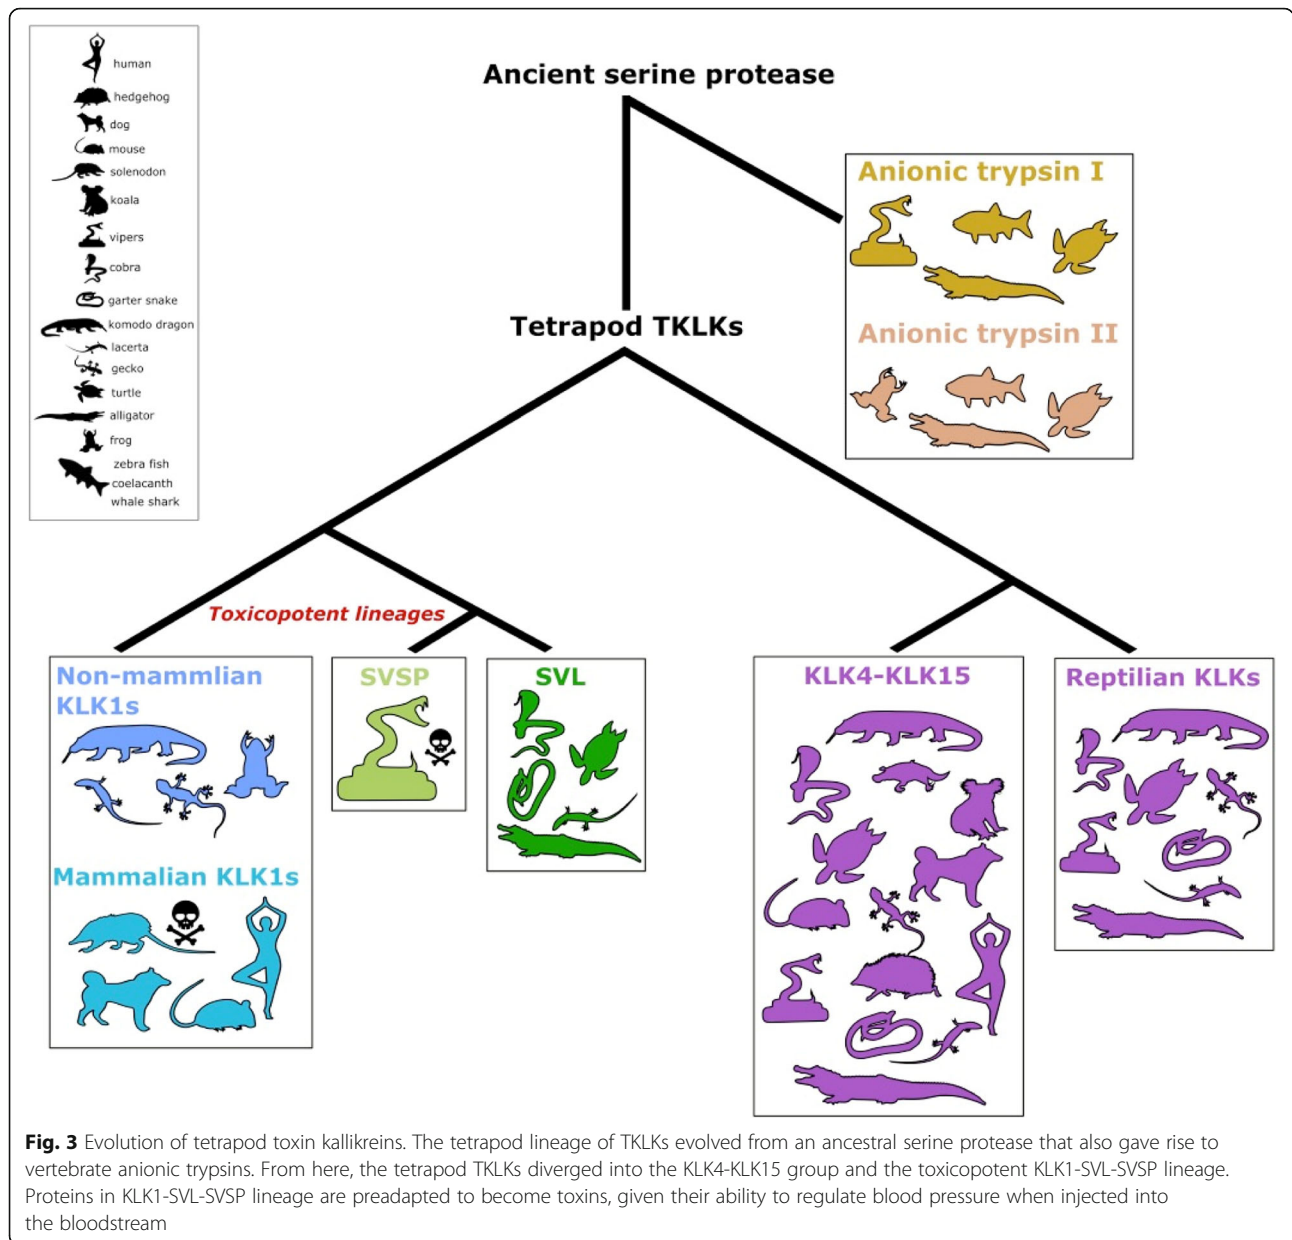 human
hedgehog
dog
mouse
solenodon
koala
vipers
cobra
garter snake
komodo dragon
lacerta
gecko
turtle
alligator
frog
zebra fish
coelacanth
whale shark
Ancient serine protease
Anionic trypsin I
Anionic trypsin II
Tetrapod TKLKs
Toxicopotent lineages
Non-mammlian
KLK1s
Mammalian KLK1s
SVSP
SVL
KLK4-KLK15
Reptilian KLKs
Fig. 3 Evolution of tetrapod toxin kallikreins. The tetrapod lineage of TKLKs evolved from an ancestral serine protease that also gave rise to
vertebrate anionic trypsins. From here, the tetrapod TKLKs diverged into the KLK4-KLK15 group and the toxicopotent KLK1-SVL-SVSP lineage.
Proteins in KLK1-SVL-SVSP lineage are preadapted to become toxins, given their ability to regulate blood pressure when injected into
the bloodstream